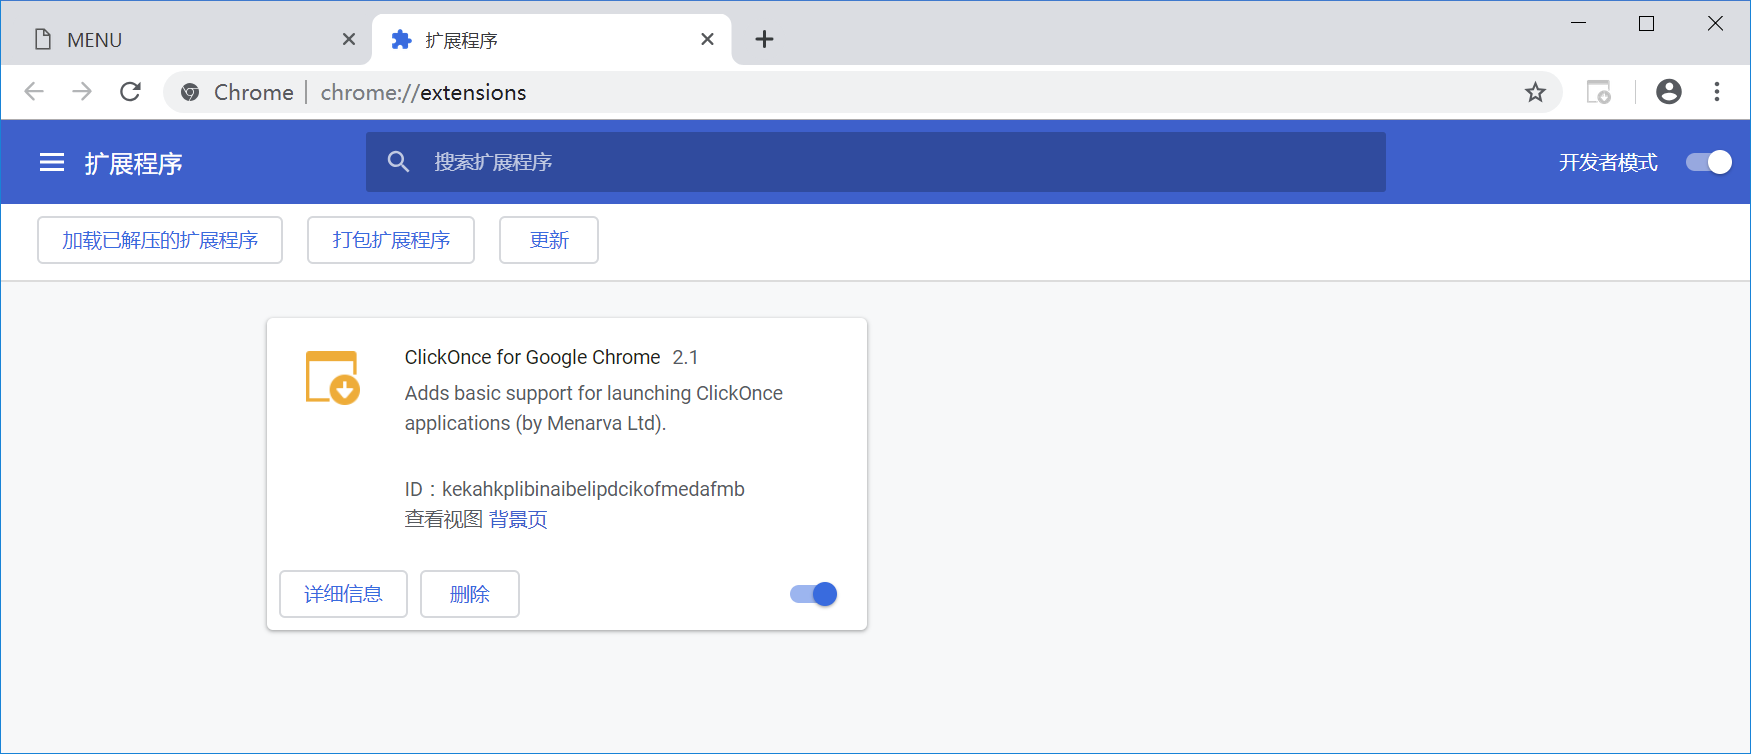 MENU
扩展程序
Chrome
chrome://extensions
扩展程序
搜索扩展程序
开发者模式
加载已解压的扩展程序
打包扩展程序
更新
ClickOnce for Google Chrome 2.1
Adds basic support for launching ClickOnce
applications (by Menarva Ltd).
ID：kekahkplibinaibelipdcikofmedafmb
查看视图 背景页
详细信息
删除